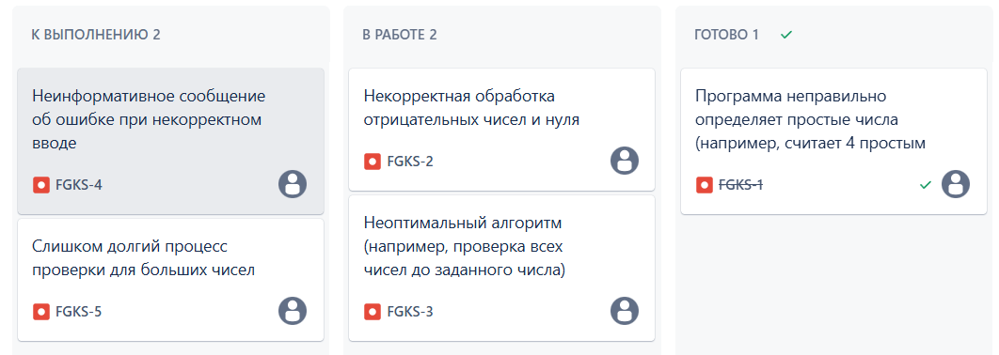 К ВЫПОЛНЕНИЮ 2
Неинформативное сообщение
об ошибке при некорректном
вводе
FGKS-4
Слишком долгий процесс
проверки для больших чисел
FGKS-5
В РАБОТЕ 2
Некорректная обработка
отрицательных чисел и нуля
FGKS-2
Неоптимальный алгоритм
(например, проверка всех
чисел до заданного числа)
FGKS-3
ГОТОВО 1
Программа неправильно
определяет простые числа
(например, считает 4 простым
FGKS-1